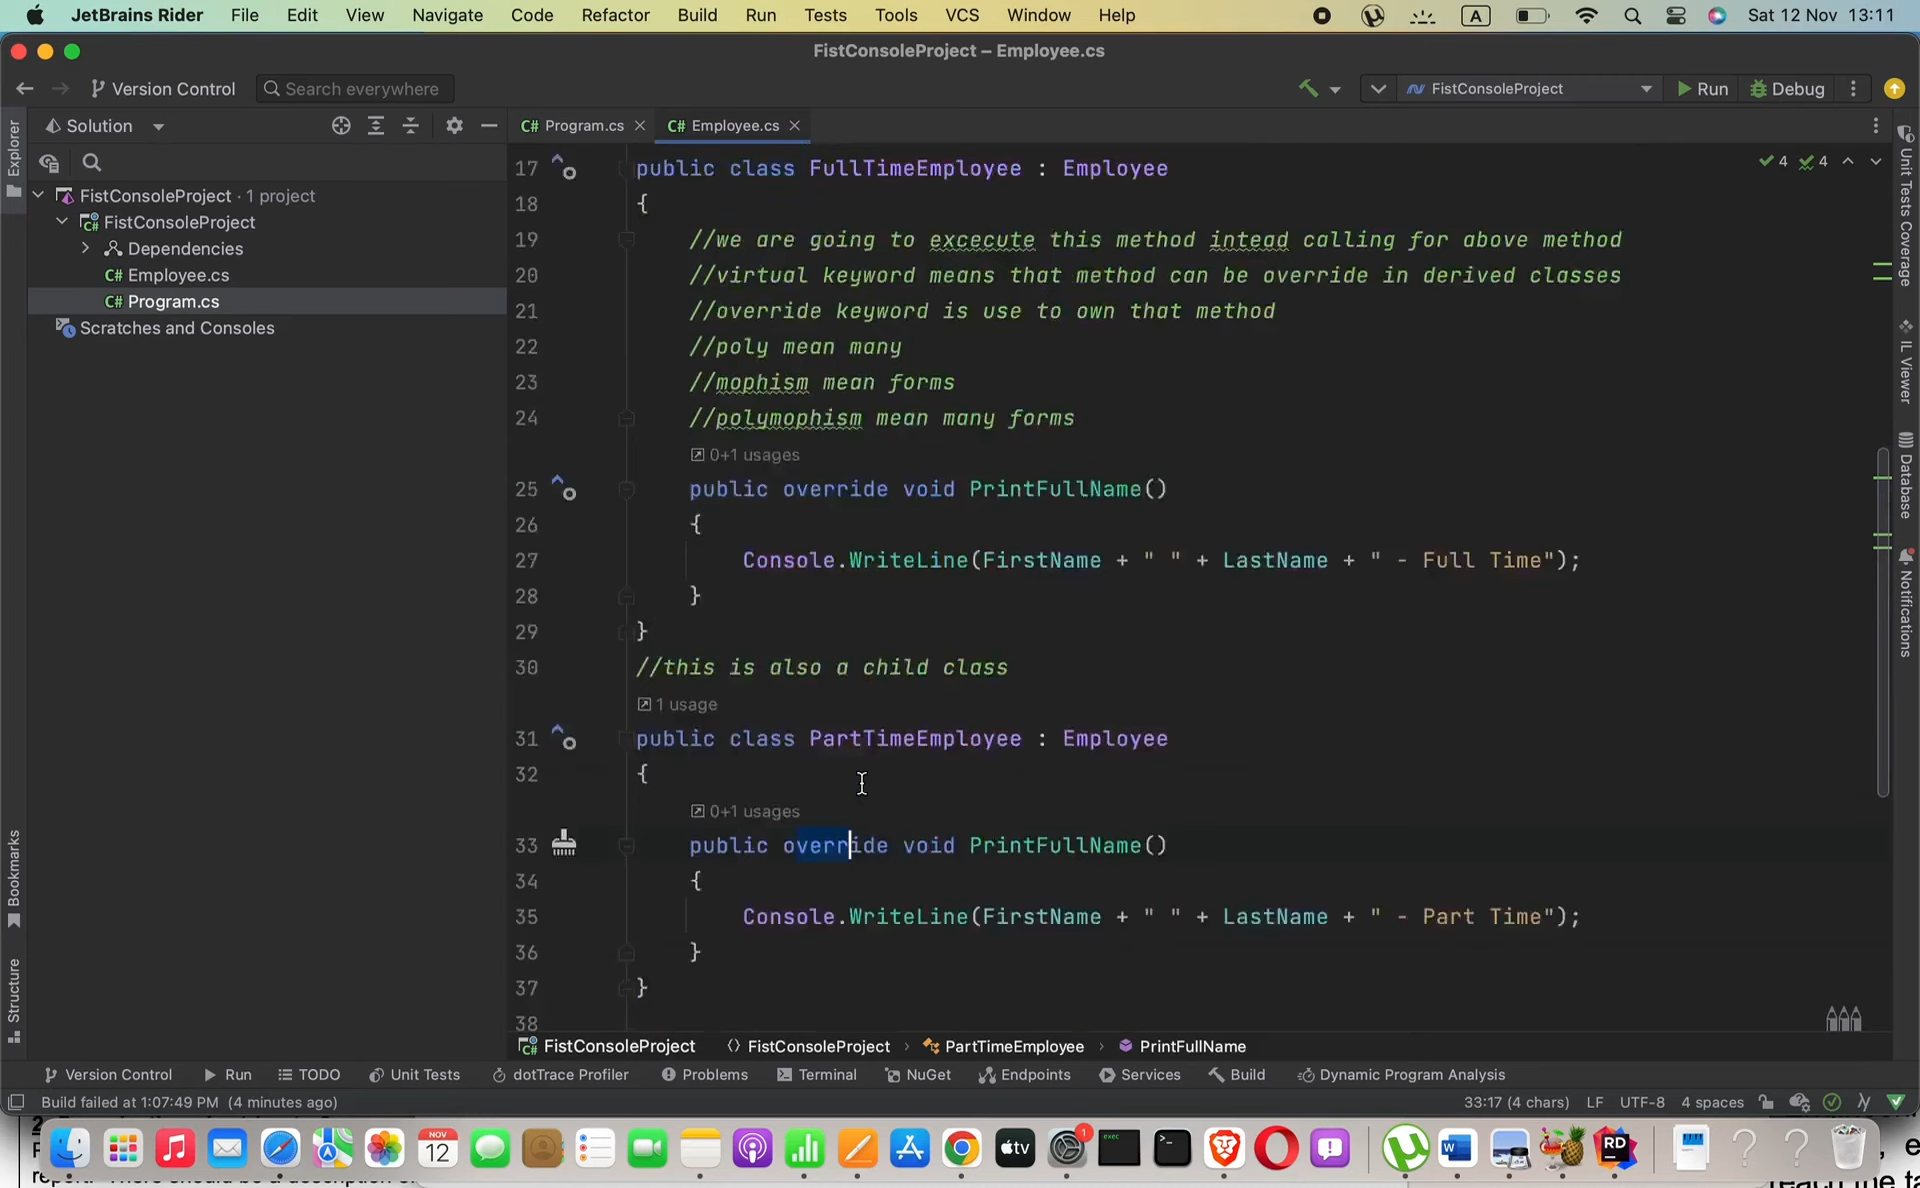 JetBrains Rider File Edit View Navigate Code Refactor Build Run Tests Tools VCS Window Help A Sat 12 Nov 13:11
FistConsoleProject – Employee.cs
Version Control Search everywhere FistConsoleProject Run Debug
Solution C# Program.cs C# Employee.cs
Explorer
FistConsoleProject · 1 project
FistConsoleProject
Dependencies
C# Employee.cs
C# Program.cs
Scratches and Consoles
Bookmarks
Structure
4 4
17 public class FullTimeEmployee : Employee
18 {
19 //we are going to excecute this method intead calling for above method
20 //virtual keyword means that method can be override in derived classes
21 //override keyword is use to own that method
22 //poly mean many
23 //mophism mean forms
24 //polymophism mean many forms
0+1 usages
25 public override void PrintFullName()
26 {
27 Console.WriteLine(FirstName + " " + LastName + " - Full Time");
28 }
29 }
30 //this is also a child class
1 usage
31 public class PartTimeEmployee : Employee
32 {
0+1 usages
33 public override void PrintFullName()
34 {
35 Console.WriteLine(FirstName + " " + LastName + " - Part Time");
36 }
37 }
38
Unit Tests Coverage
IL Viewer
Database
Notifications
C# FistConsoleProject FistConsoleProject › PartTimeEmployee › PrintFullName
Version Control Run TODO Unit Tests dotTrace Profiler Problems Terminal NuGet Endpoints Services Build Dynamic Program Analysis
Build failed at 1:07:49 PM (4 minutes ago) 33:17 (4 chars) LF UTF-8 4 spaces
NOV
12
tv
exec
1
W
RD